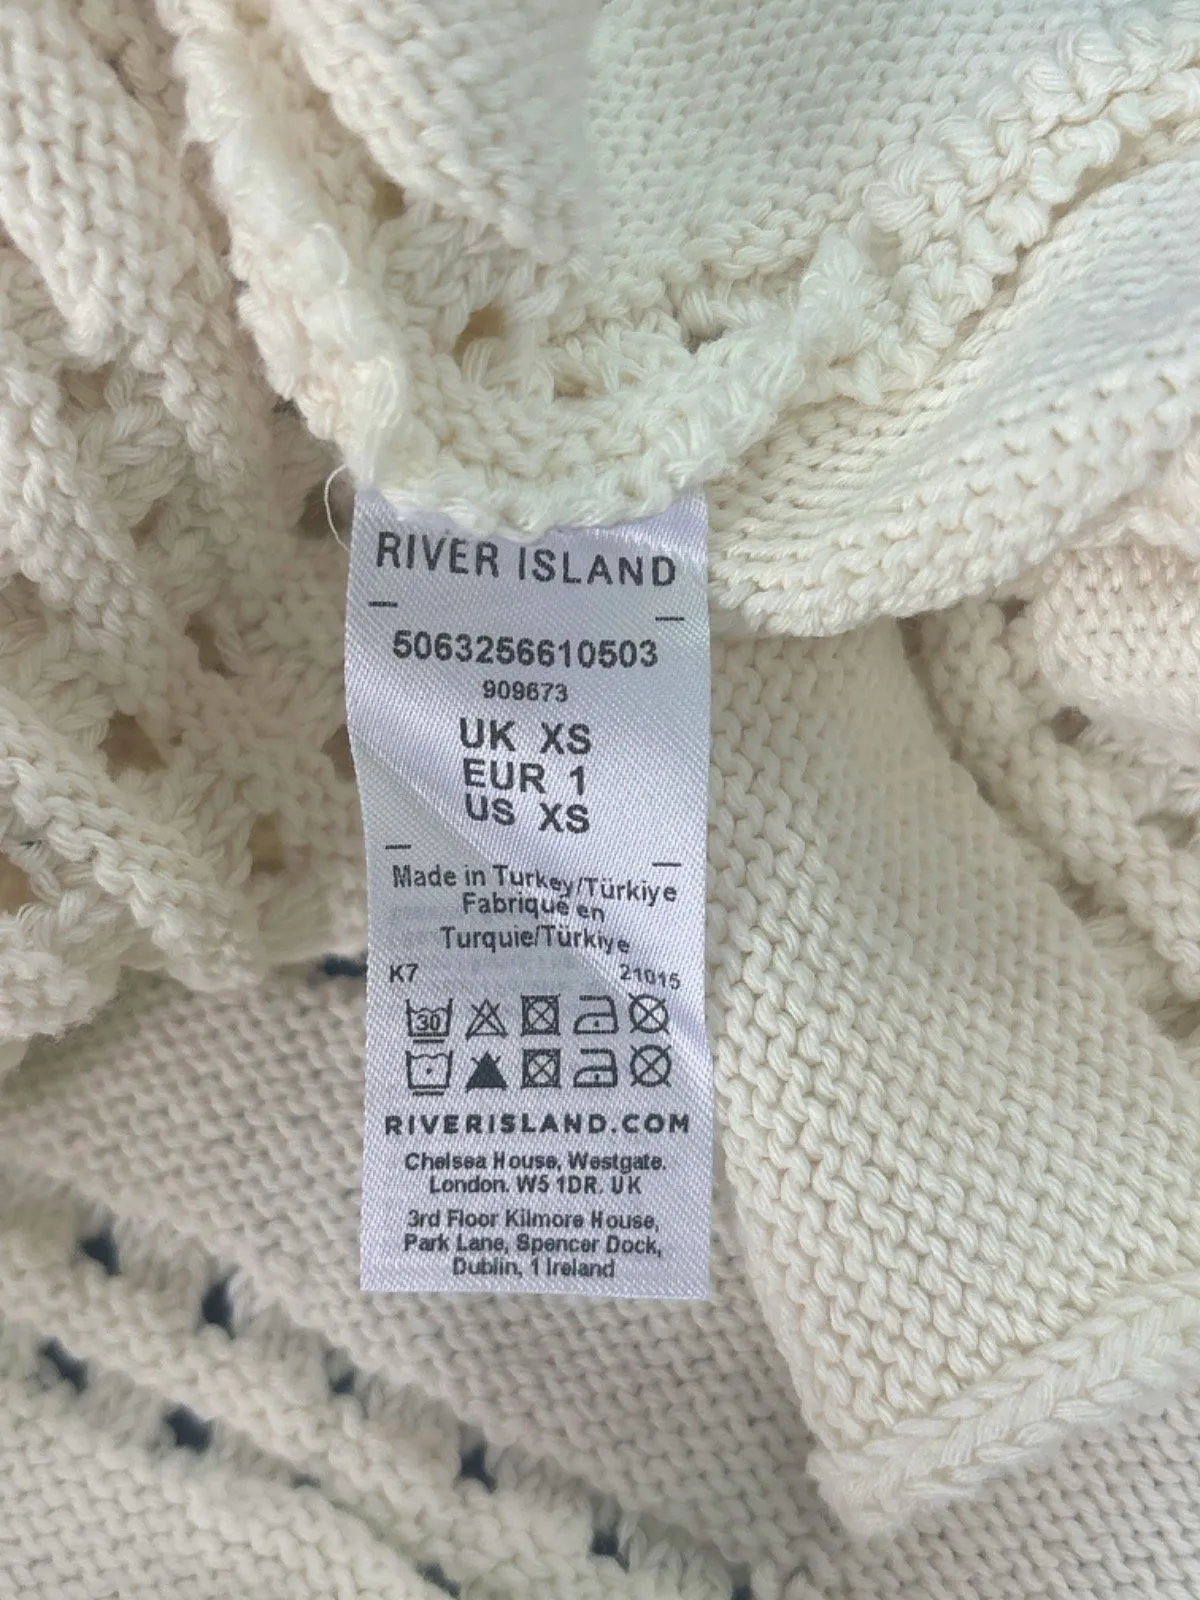 RIVER ISLAND
5063256610503
909673
UK XS
EUR 1
US XS
Made in Turkey/Türkiye
Fabriqué en
Turquie/Türkiye
K7 21015
30
RIVERISLAND.COM
Chelsea House, Westgate.
London. W5 1DR. UK
3rd Floor Kilmore House,
Park Lane, Spencer Dock,
Dublin, 1 Ireland